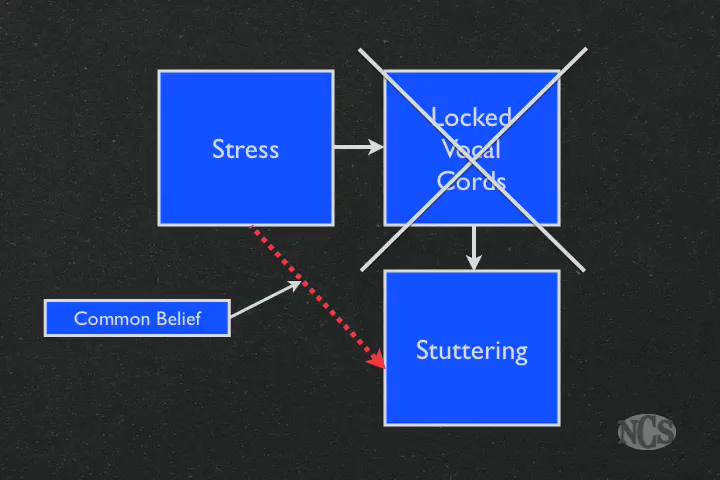 Stress
Locked
Vocal
Cords
Common Belief
Stuttering
NCS